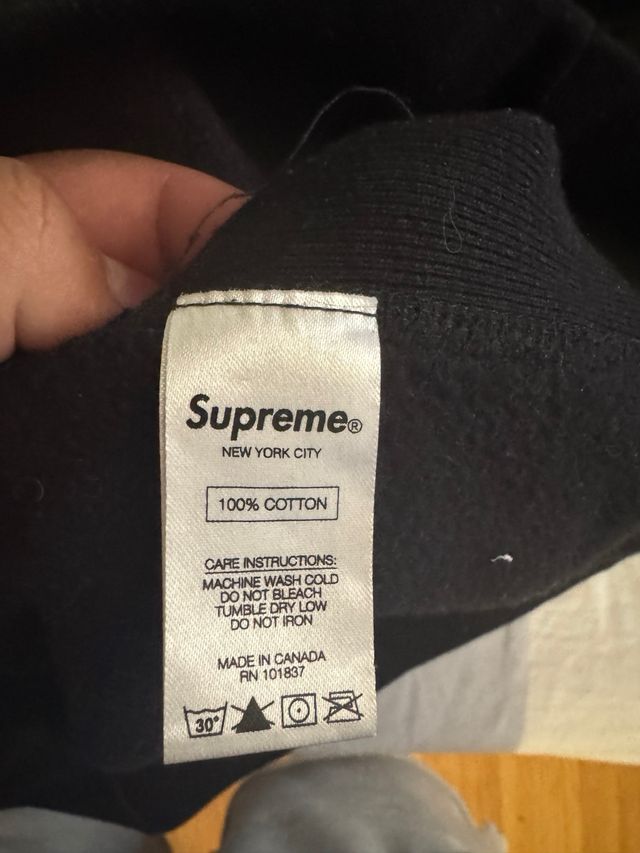 Supreme®
NEW YORK CITY
100% COTTON
CARE INSTRUCTIONS:
MACHINE WASH COLD
DO NOT BLEACH
TUMBLE DRY LOW
DO NOT IRON
MADE IN CANADA
RN 101837
30°